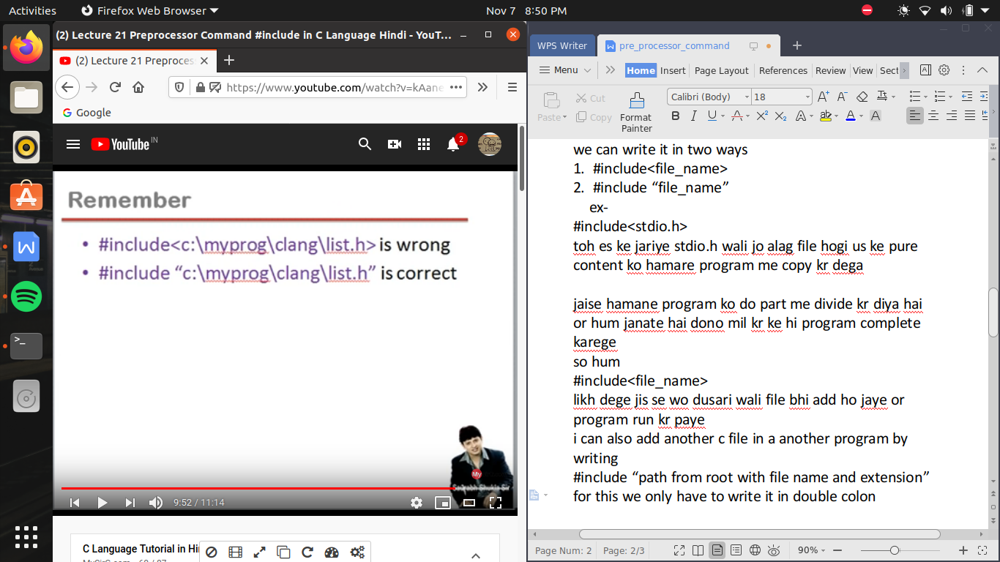 Activities
Firefox Web Browser
Nov 7 8:50 PM
(2) Lecture 21 Preprocessor Command #include in C Language Hindi - YouT...
(2) Lecture 21 Preproces
https://www.youtube.com/watch?v=kAane
Google
YouTube IN
2
Remember
• #include<c:\myprog\clang\list.h> is wrong
• #include “c:\myprog\clang\list.h” is correct
My
9:52 / 11:14
C Language Tutorial in Hi
WPS Writer
pre_processor_command
Menu
Home Insert Page Layout References Review View Sect
Paste
Cut
Copy
Format
Painter
Calibri (Body) 18
we can write it in two ways
1. #include<file_name>
2. #include “file_name”
ex-
#include<stdio.h>
toh es ke jariye stdio.h wali jo alag file hogi us ke pure
content ko hamare program me copy kr dega
jaise hamane program ko do part me divide kr diya hai
or hum janate hai dono mil kr ke hi program complete
karege
so hum
#include<file_name>
likh dege jis se wo dusari wali file bhi add ho jaye or
program run kr paye
i can also add another c file in a another program by
writing
#include “path from root with file name and extension”
for this we only have to write it in double colon
Page Num: 2 Page: 2/3
90%